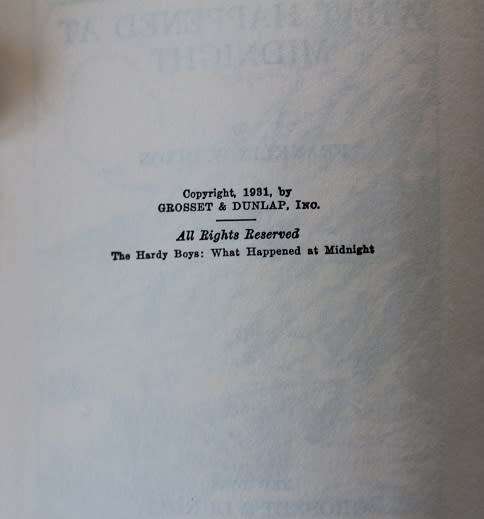 Copyright, 1931, by
GROSSET & DUNLAP, INC.
All Rights Reserved
The Hardy Boys: What Happened at Midnight